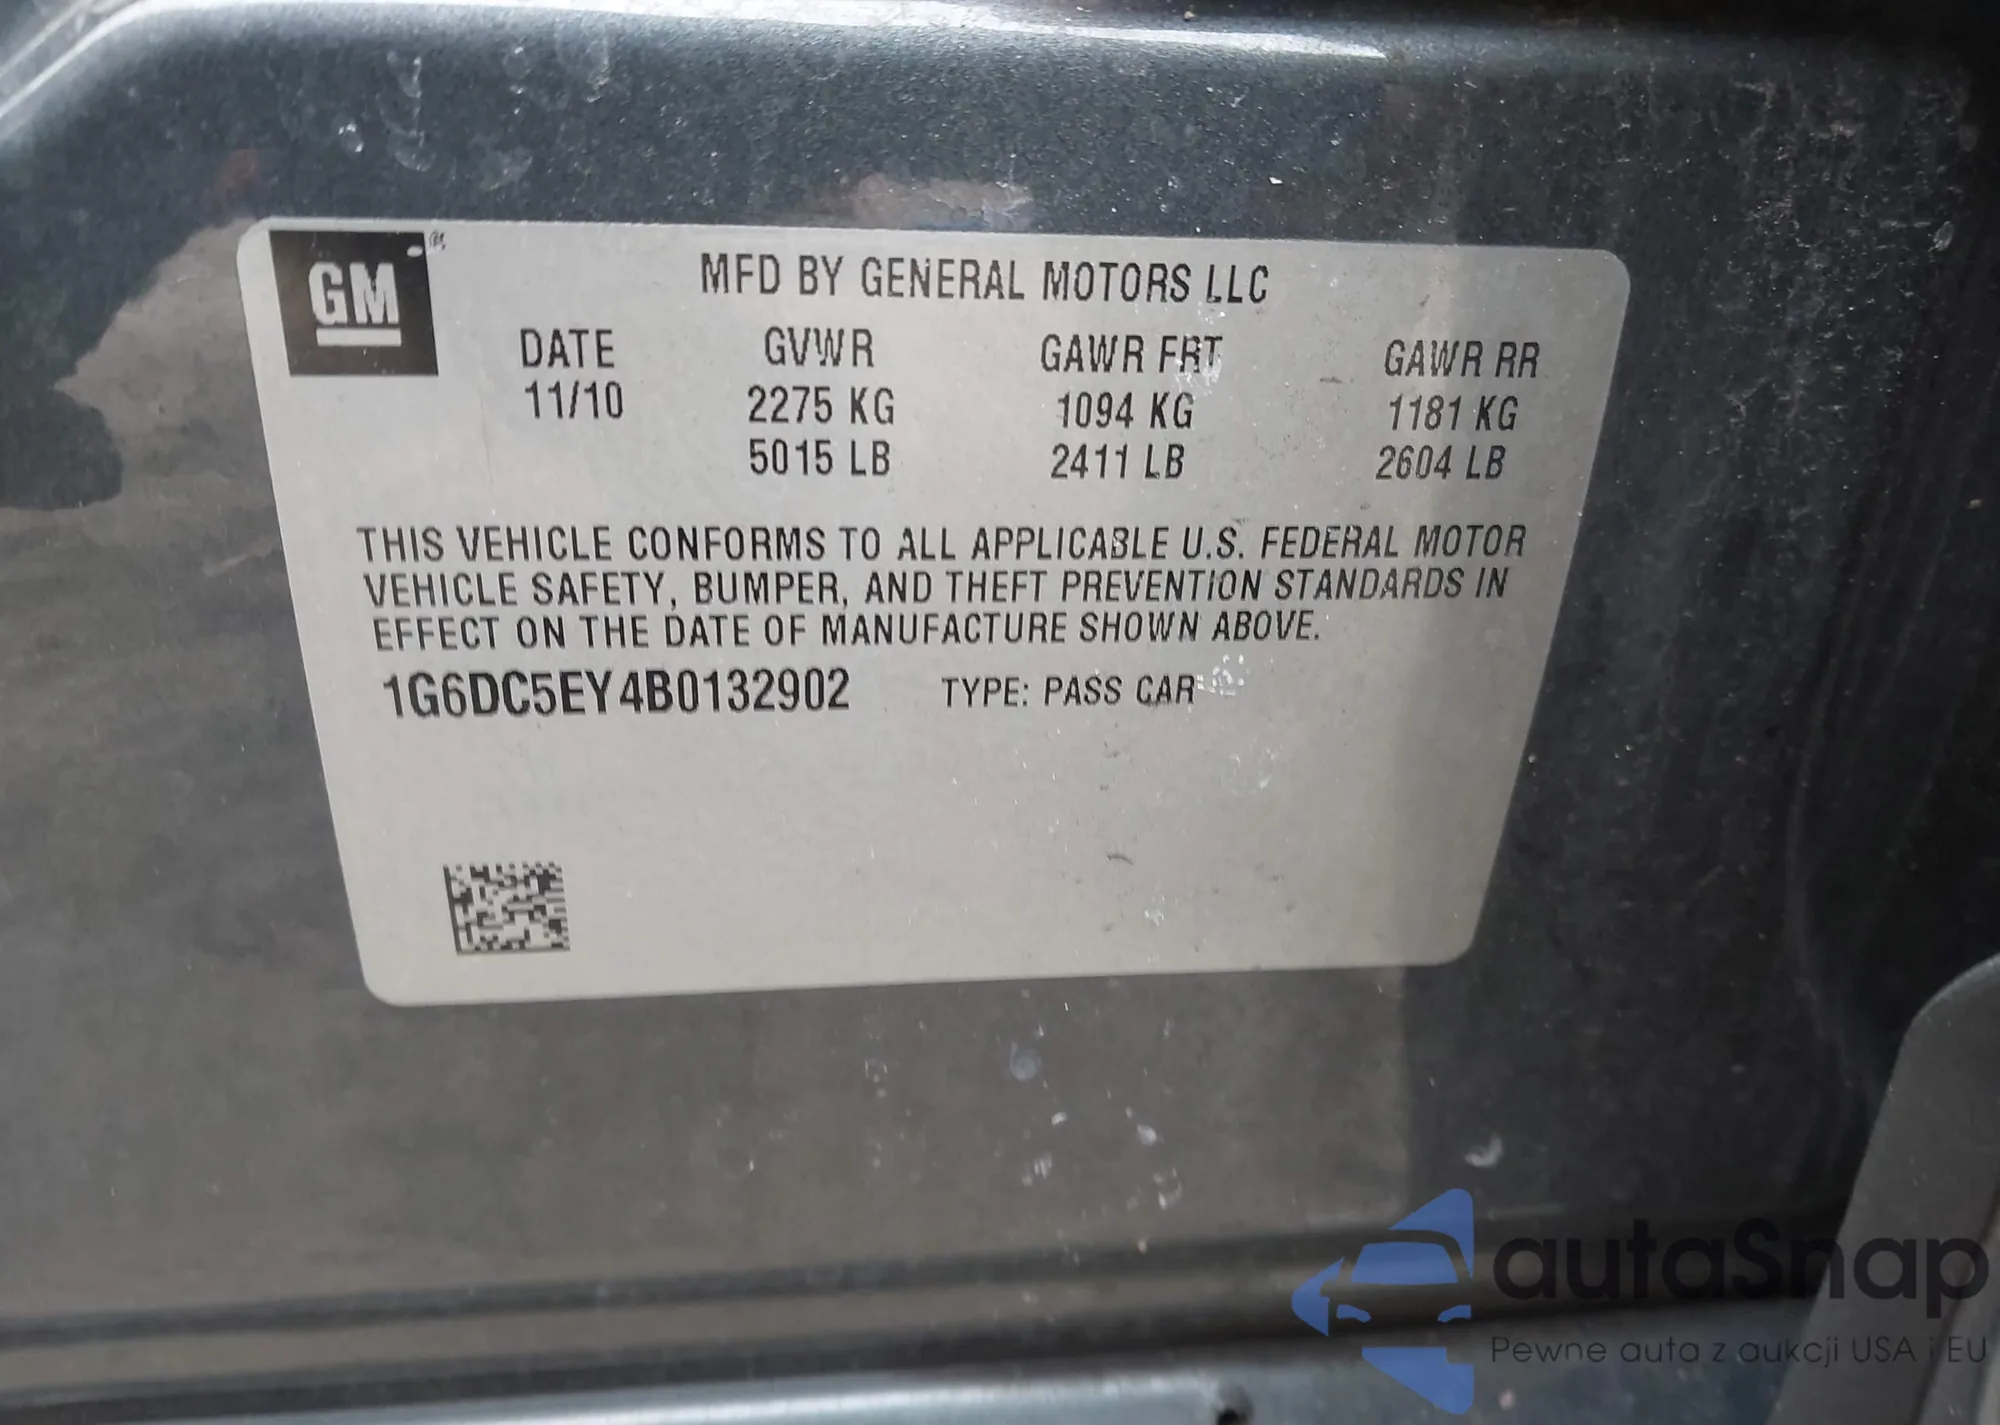 GM
MFD BY GENERAL MOTORS LLC
DATE GVWR GAWR FRT GAWR RR
11/10 2275 KG 1094 KG 1181 KG
5015 LB 2411 LB 2604 LB
THIS VEHICLE CONFORMS TO ALL APPLICABLE U.S. FEDERAL MOTOR
VEHICLE SAFETY, BUMPER, AND THEFT PREVENTION STANDARDS IN
EFFECT ON THE DATE OF MANUFACTURE SHOWN ABOVE.
1G6DC5EY4B0132902 TYPE: PASS CAR
autaSnap
Pewne auta z aukcji USA i EU